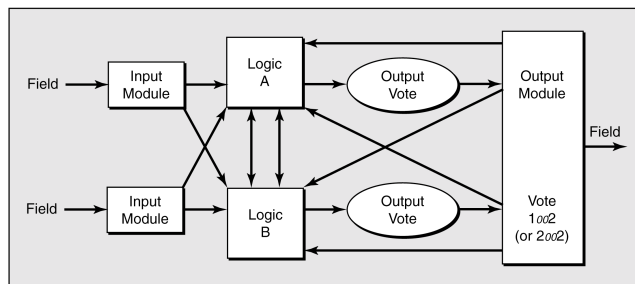 Field
Input
Module
Logic
A
Output
Vote
Output
Module
Field
Field
Input
Module
Logic
B
Output
Vote
Vote
1oo2
(or 2oo2)